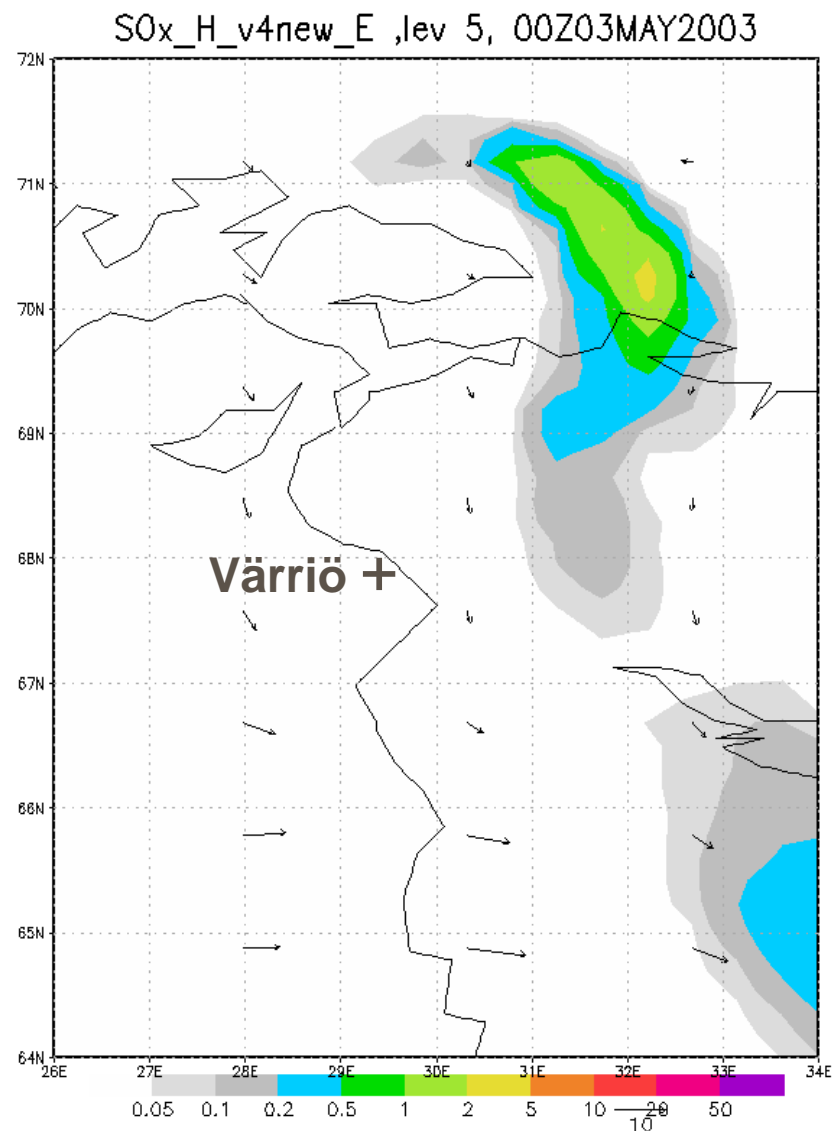 SOx_H_v4new_E ,lev 5, 00Z03MAY2003
72N
71N
70N
69N
68N
Värriö +
67N
66N
65N
64N
26E 27E 28E 29E 30E 31E 32E 33E 34E
0.05 0.1 0.2 0.5 1 2 5 10 20 50
10